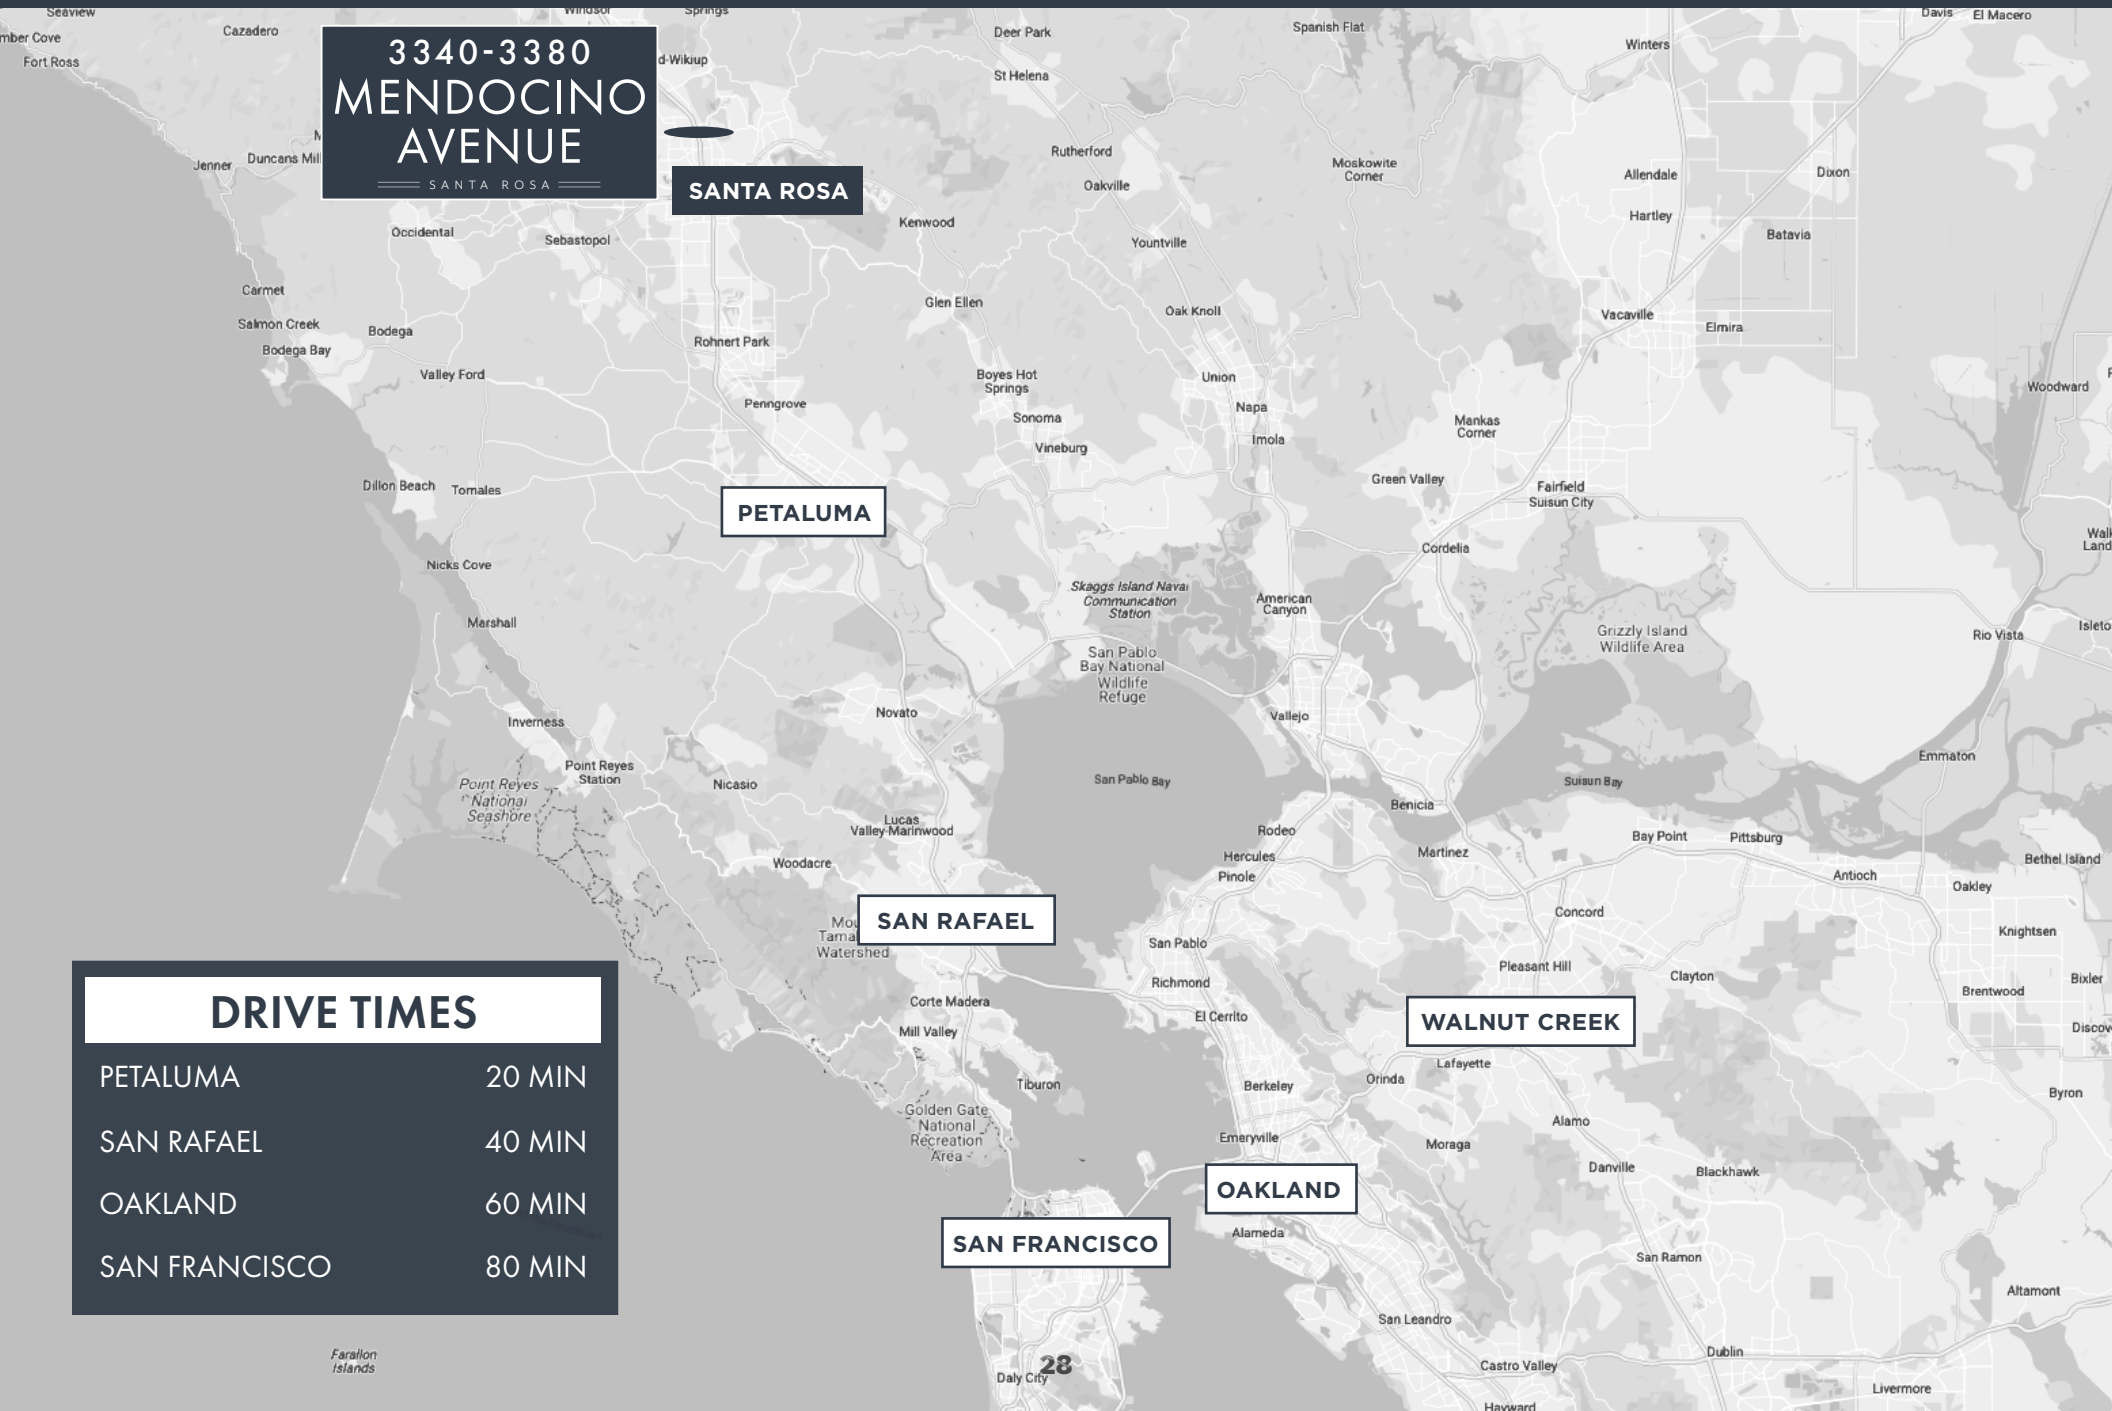 Seaview
Windsor
Springs
Davis
El Macero
Cazadero
Deer Park
Spanish Flat
Winters
Fort Ross
3340-3380
MENDOCINO
AVENUE
SANTA ROSA
St Helena
Jenner
SANTA ROSA
Rutherford
Oakville
Moskowite
Corner
Allendale
Dixon
Hartley
Batavia
Occidental
Sebastopol
Kenwood
Yountville
Carmet
Salmon Creek
Bodega
Bodega Bay
Glen Ellen
Oak Knoll
Vacaville
Elmira
Rohnert Park
Valley Ford
Boyes Hot
Springs
Union
Woodward
Penngrove
Sonoma
Napa
Vineburg
Imola
Mankas
Corner
Dillon Beach
Tomales
Green Valley
Fairfield
Suisun City
PETALUMA
Cordelia
Nicks Cove
Skaggs Island Naval
Communication
Station
American
Canyon
Marshall
Grizzly Island
Wildlife Area
Rio Vista
Isleto
San Pablo
Bay National
Wildlife
Refuge
Inverness
Novato
Vallejo
Point Reyes
Station
Point Reyes
National
Seashore
Nicasio
San Pablo Bay
Suisun Bay
Emmaton
Benicia
Lucas
Valley-Marinwood
Rodeo
Hercules
Pinole
Martinez
Bay Point
Pittsburg
Woodacre
Antioch
Oakley
Bethel Island
SAN RAFAEL
Watershed
Concord
Knightsen
San Pablo
Richmond
Pleasant Hill
Clayton
Brentwood
Bixler
Corte Madera
El Cerrito
WALNUT CREEK
Mill Valley
Lafayette
Tiburon
Berkeley
Orinda
Byron
Golden Gate
National
Recreation
Area
Emeryville
Moraga
Alamo
Danville
Blackhawk
OAKLAND
Alameda
SAN FRANCISCO
San Ramon
Altamont
San Leandro
DRIVE TIMES
PETALUMA 20 MIN
SAN RAFAEL 40 MIN
OAKLAND 60 MIN
SAN FRANCISCO 80 MIN
Farallon
Islands
28
Daly City
Castro Valley
Dublin
Livermore
Hayward